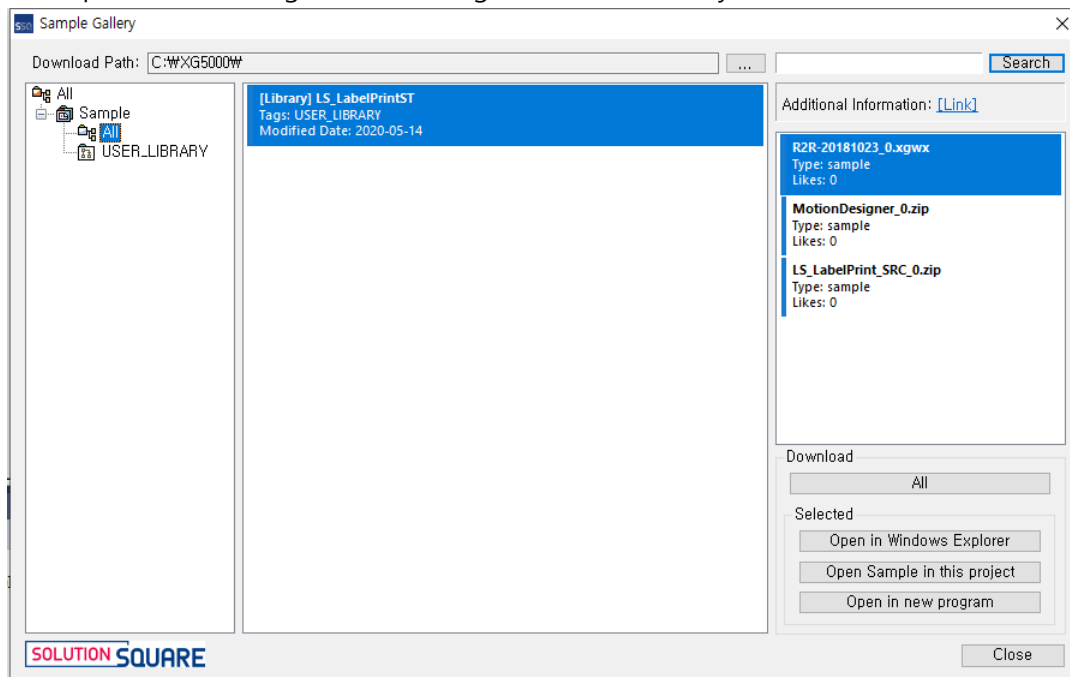 Sample Gallery
Download Path: C:₩XG5000₩
...
Search
All
Sample
All
USER_LIBRARY
[Library] LS_LabelPrintST
Tags: USER_LIBRARY
Modified Date: 2020-05-14
Additional Information: [Link]
R2R-20181023_0.xgwx
Type: sample
Likes: 0
MotionDesigner_0.zip
Type: sample
Likes: 0
LS_LabelPrint_SRC_0.zip
Type: sample
Likes: 0
Download
All
Selected
Open in Windows Explorer
Open Sample in this project
Open in new program
SOLUTION SQUARE
Close